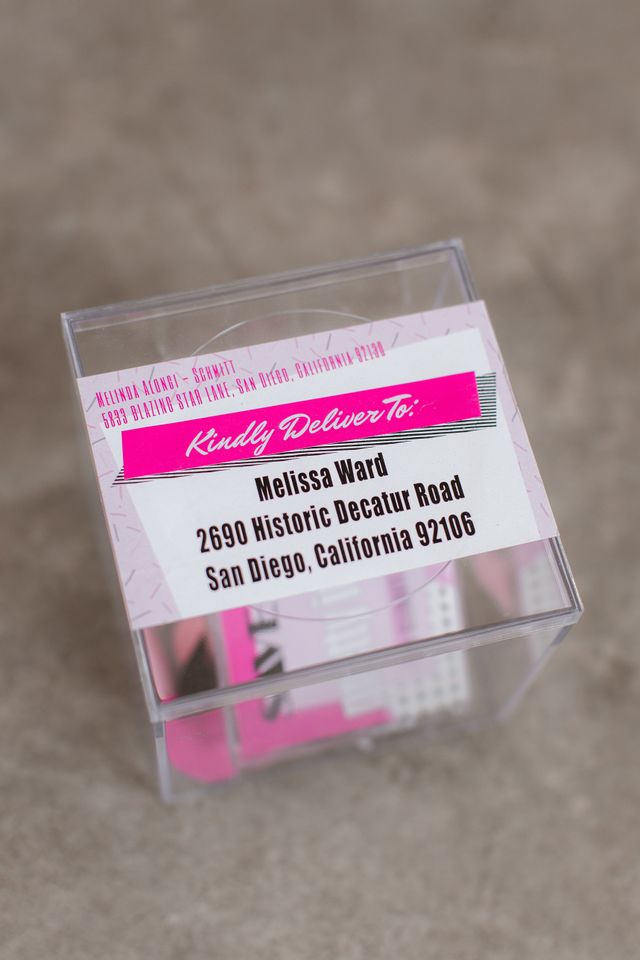 Melinda Alongi - Schmitt
5833 Blazing Star Lane, San Diego, California 92130
Kindly Deliver To:
Melissa Ward
2690 Historic Decatur Road
San Diego, California 92106